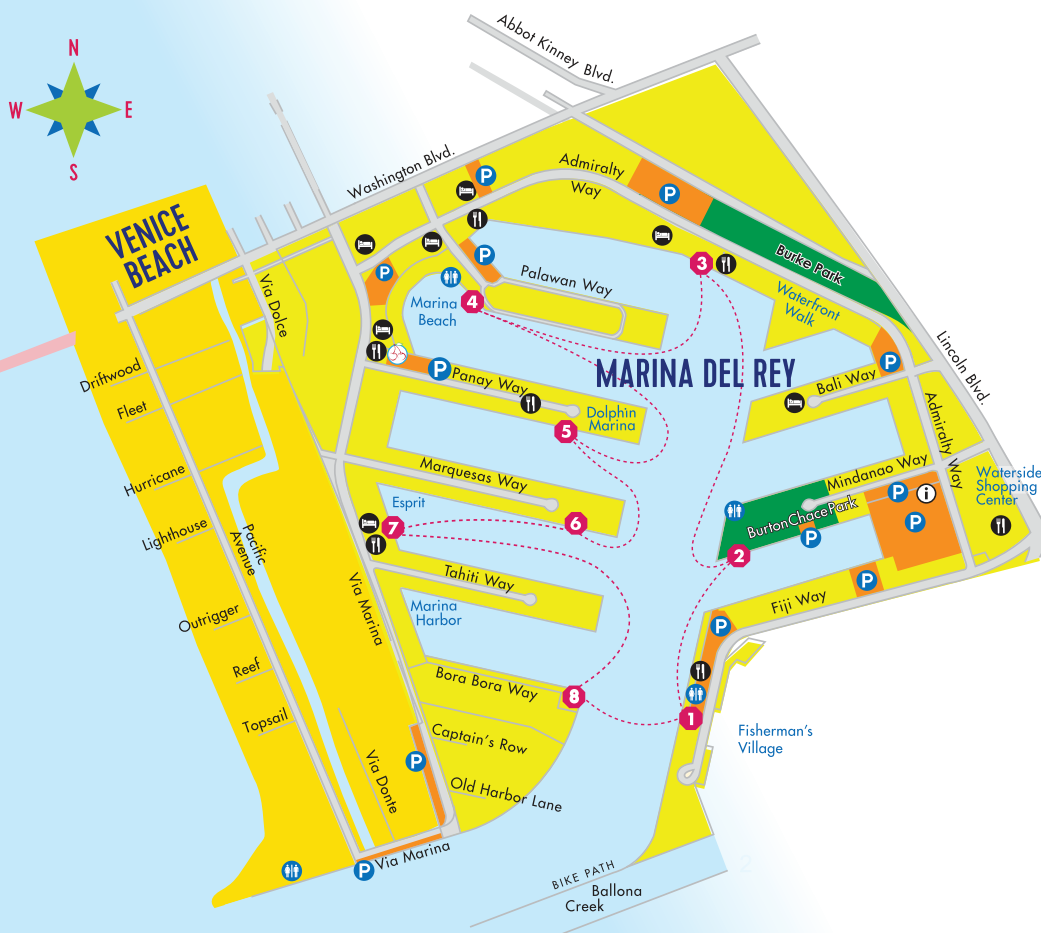 Abbot Kinney Blvd.
N
W
E
S
Washington Blvd.
Admiralty
Way
P
P
VENICE
BEACH
Burke Park
P
P
3
Palawan Way
Marina
Beach
4
Waterfront
Walk
Via Dolce
Lincoln Blvd.
MARINA DEL REY
P
P
Driftwood
Panay Way
Bali Way
Fleet
Dolphin
Marina
5
Admiralty Way
Marquesas Way
Mindanao Way
Hurricane
Waterside
Shopping
Center
P
i
Esprit
7
6
BurtonChacePark
P
P
Lighthouse
Pacific
Avenue
2
Tahiti Way
P
Fiji Way
Via Marina
Marina
Harbor
Outrigger
P
Reef
Bora Bora Way
8
Topsail
1
Captain's Row
Fisherman's
Village
P
Via Donte
Old Harbor Lane
Via Marina
P
BIKE PATH
Ballona
Creek